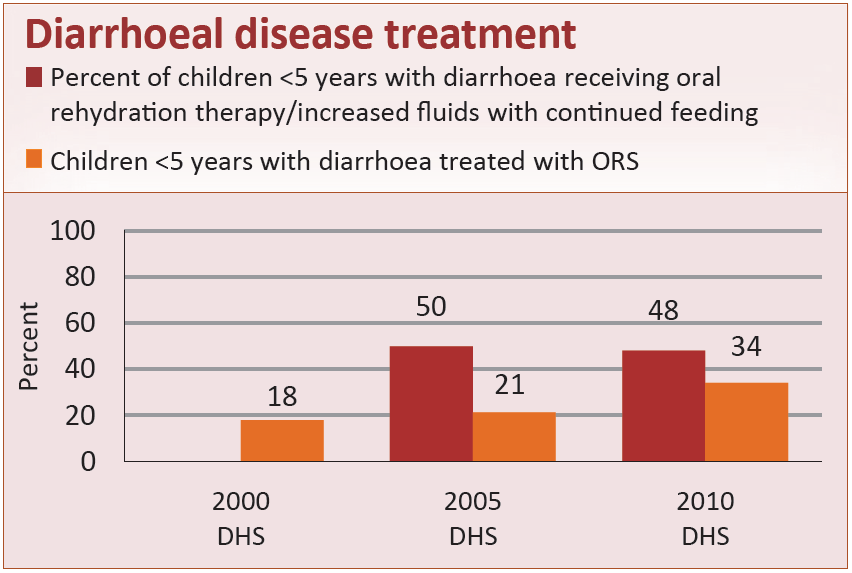 Diarrhoeal disease treatment
Percent of children <5 years with diarrhoea receiving oral
rehydration therapy/increased fluids with continued feeding
Children <5 years with diarrhoea treated with ORS
Percent
100
80
60
40
20
0
18
50
21
48
34
2000
DHS
2005
DHS
2010
DHS